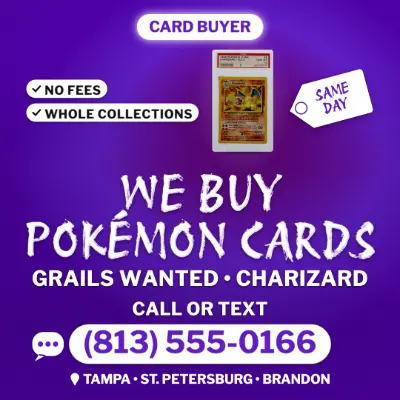 CARD BUYER
NO FEES
WHOLE COLLECTIONS
SAME
DAY
WE BUY
POKÉMON CARDS
GRAILS WANTED • CHARIZARD
CALL OR TEXT
(813) 555-0166
TAMPA • ST. PETERSBURG • BRANDON